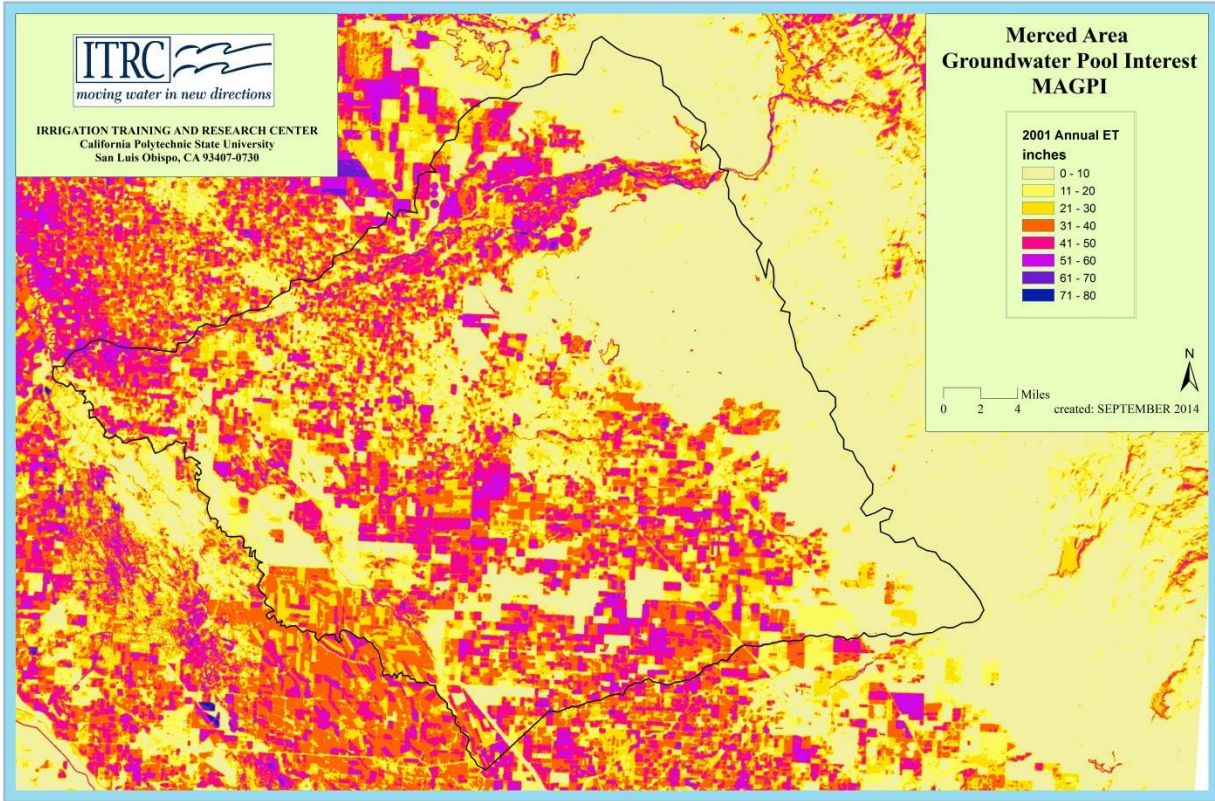 ITRC
moving water in new directions
IRRIGATION TRAINING AND RESEARCH CENTER
California Polytechnic State University
San Luis Obispo, CA 93407-0730
Merced Area
Groundwater Pool Interest
MAGPI
2001 Annual ET
inches
0 - 10
11 - 20
21 - 30
31 - 40
41 - 50
51 - 60
61 - 70
71 - 80
N
Miles
0 2 4
created: SEPTEMBER 2014